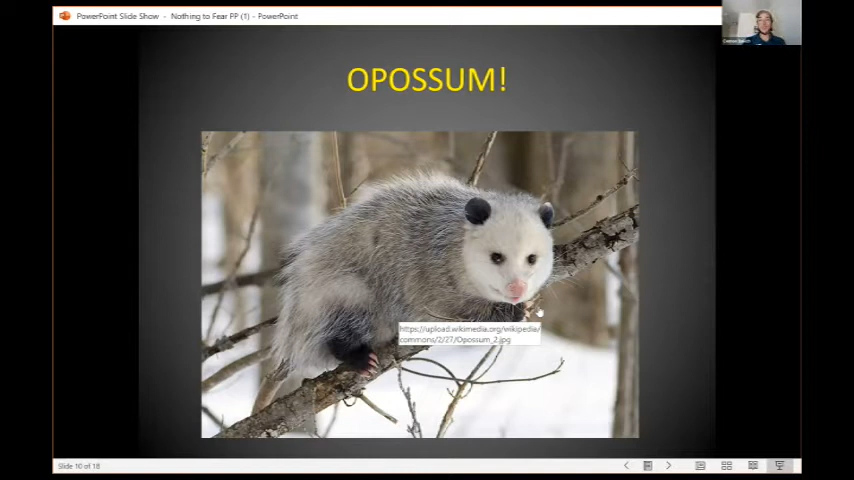 PowerPoint Slide Show - Nothing to Fear PP (1) - PowerPoint
OPOSSUM!
https://upload.wikimedia.org/wikipedia/
commons/2/27/Opossum_2.jpg
Slide 10 of 18